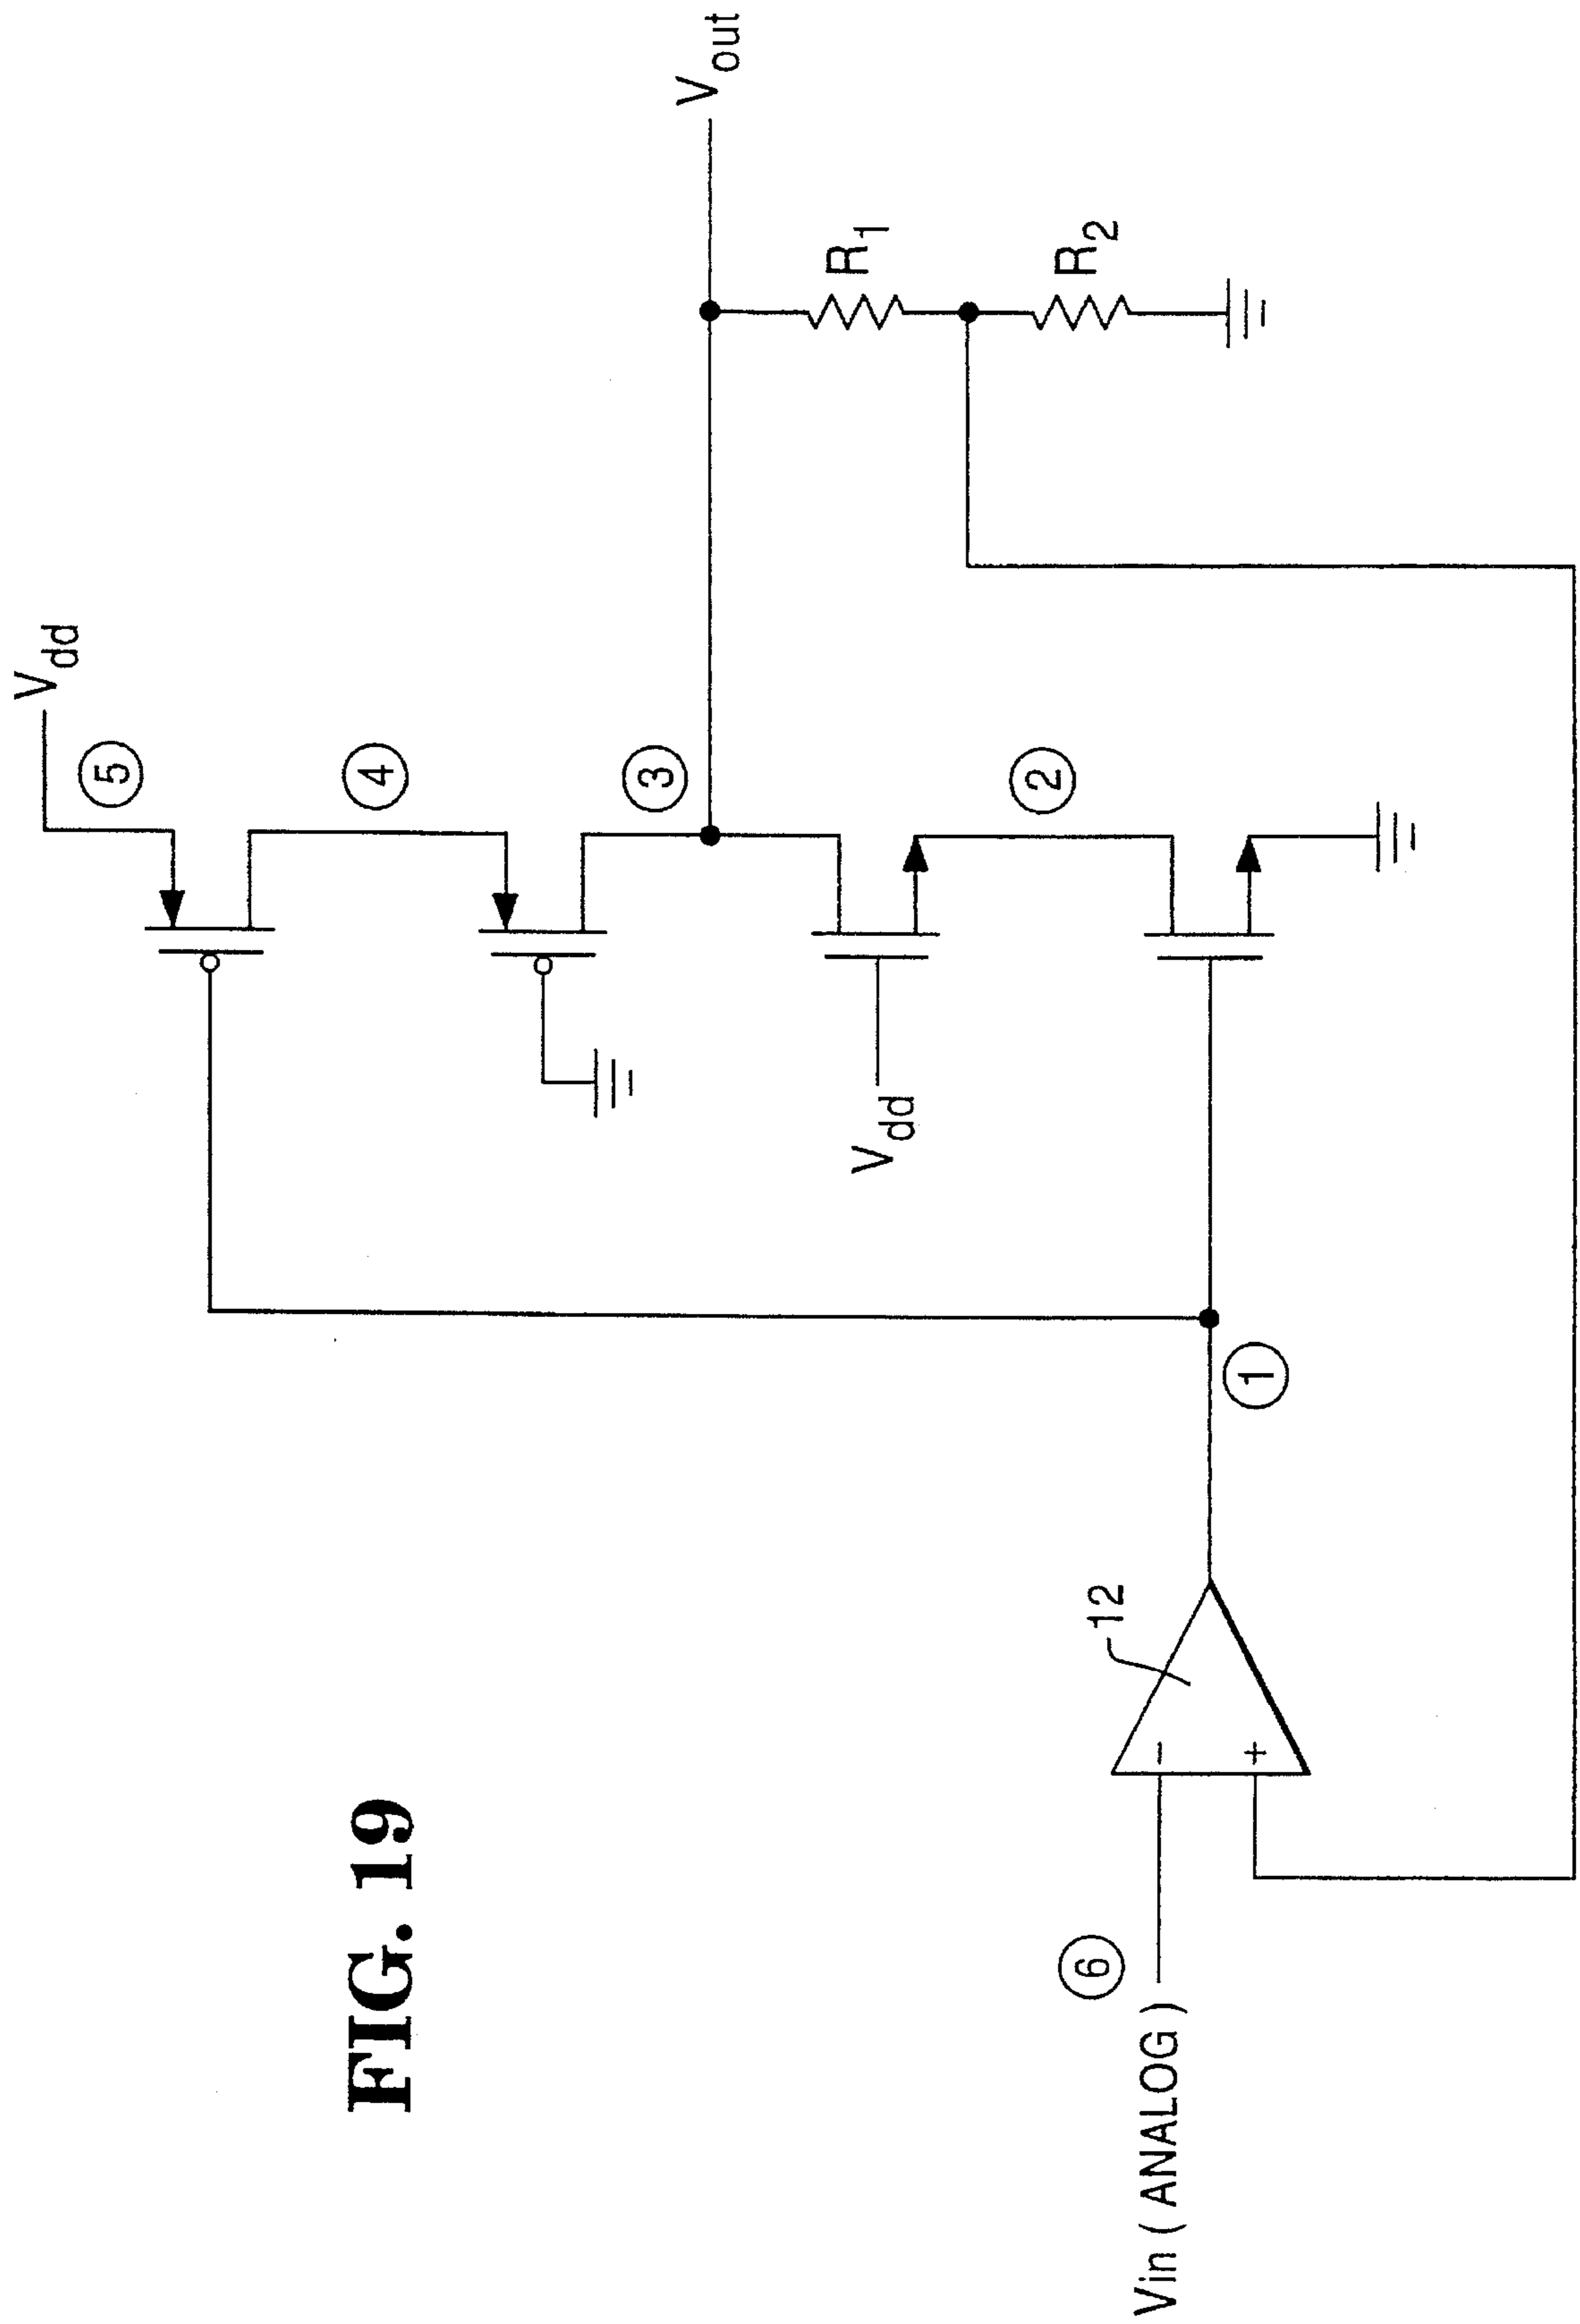 FIG. 19
Vdd
5
4
3
Vout
Vdd
2
R1
R2
1
12
−
+
6
Vin ( ANALOG )